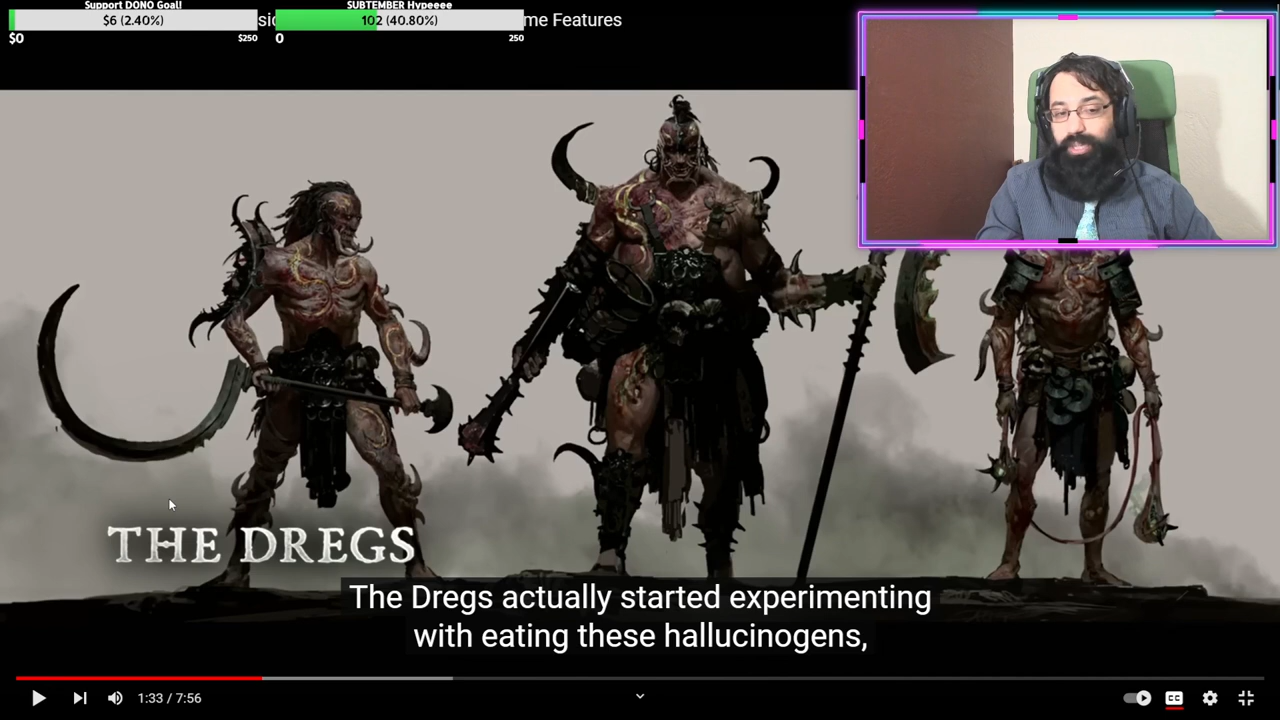 Support DONO Goal!
$6 (2.40%)
$0
$250
SUBTEMBER Hypeeee
102 (40.80%)
0
250
me Features
THE DREGS
The Dregs actually started experimenting
with eating these hallucinogens,
1:33 / 7:56
CC